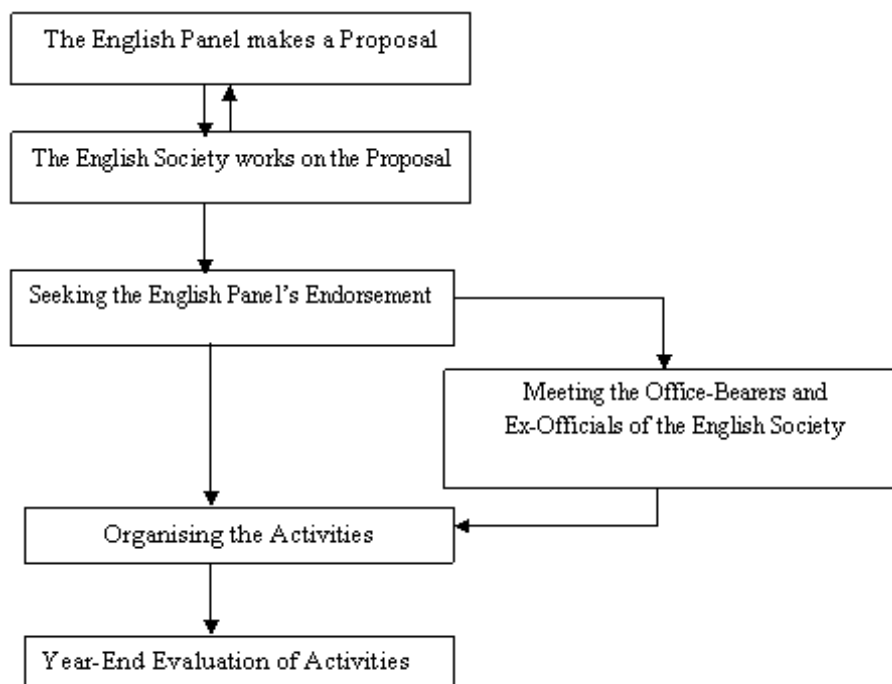 The English Panel makes a Proposal
The English Society works on the Proposal
Seeking the English Panel's Endorsement
Meeting the Office-Bearers and
Ex-Officials of the English Society
Organising the Activities
Year-End Evaluation of Activities